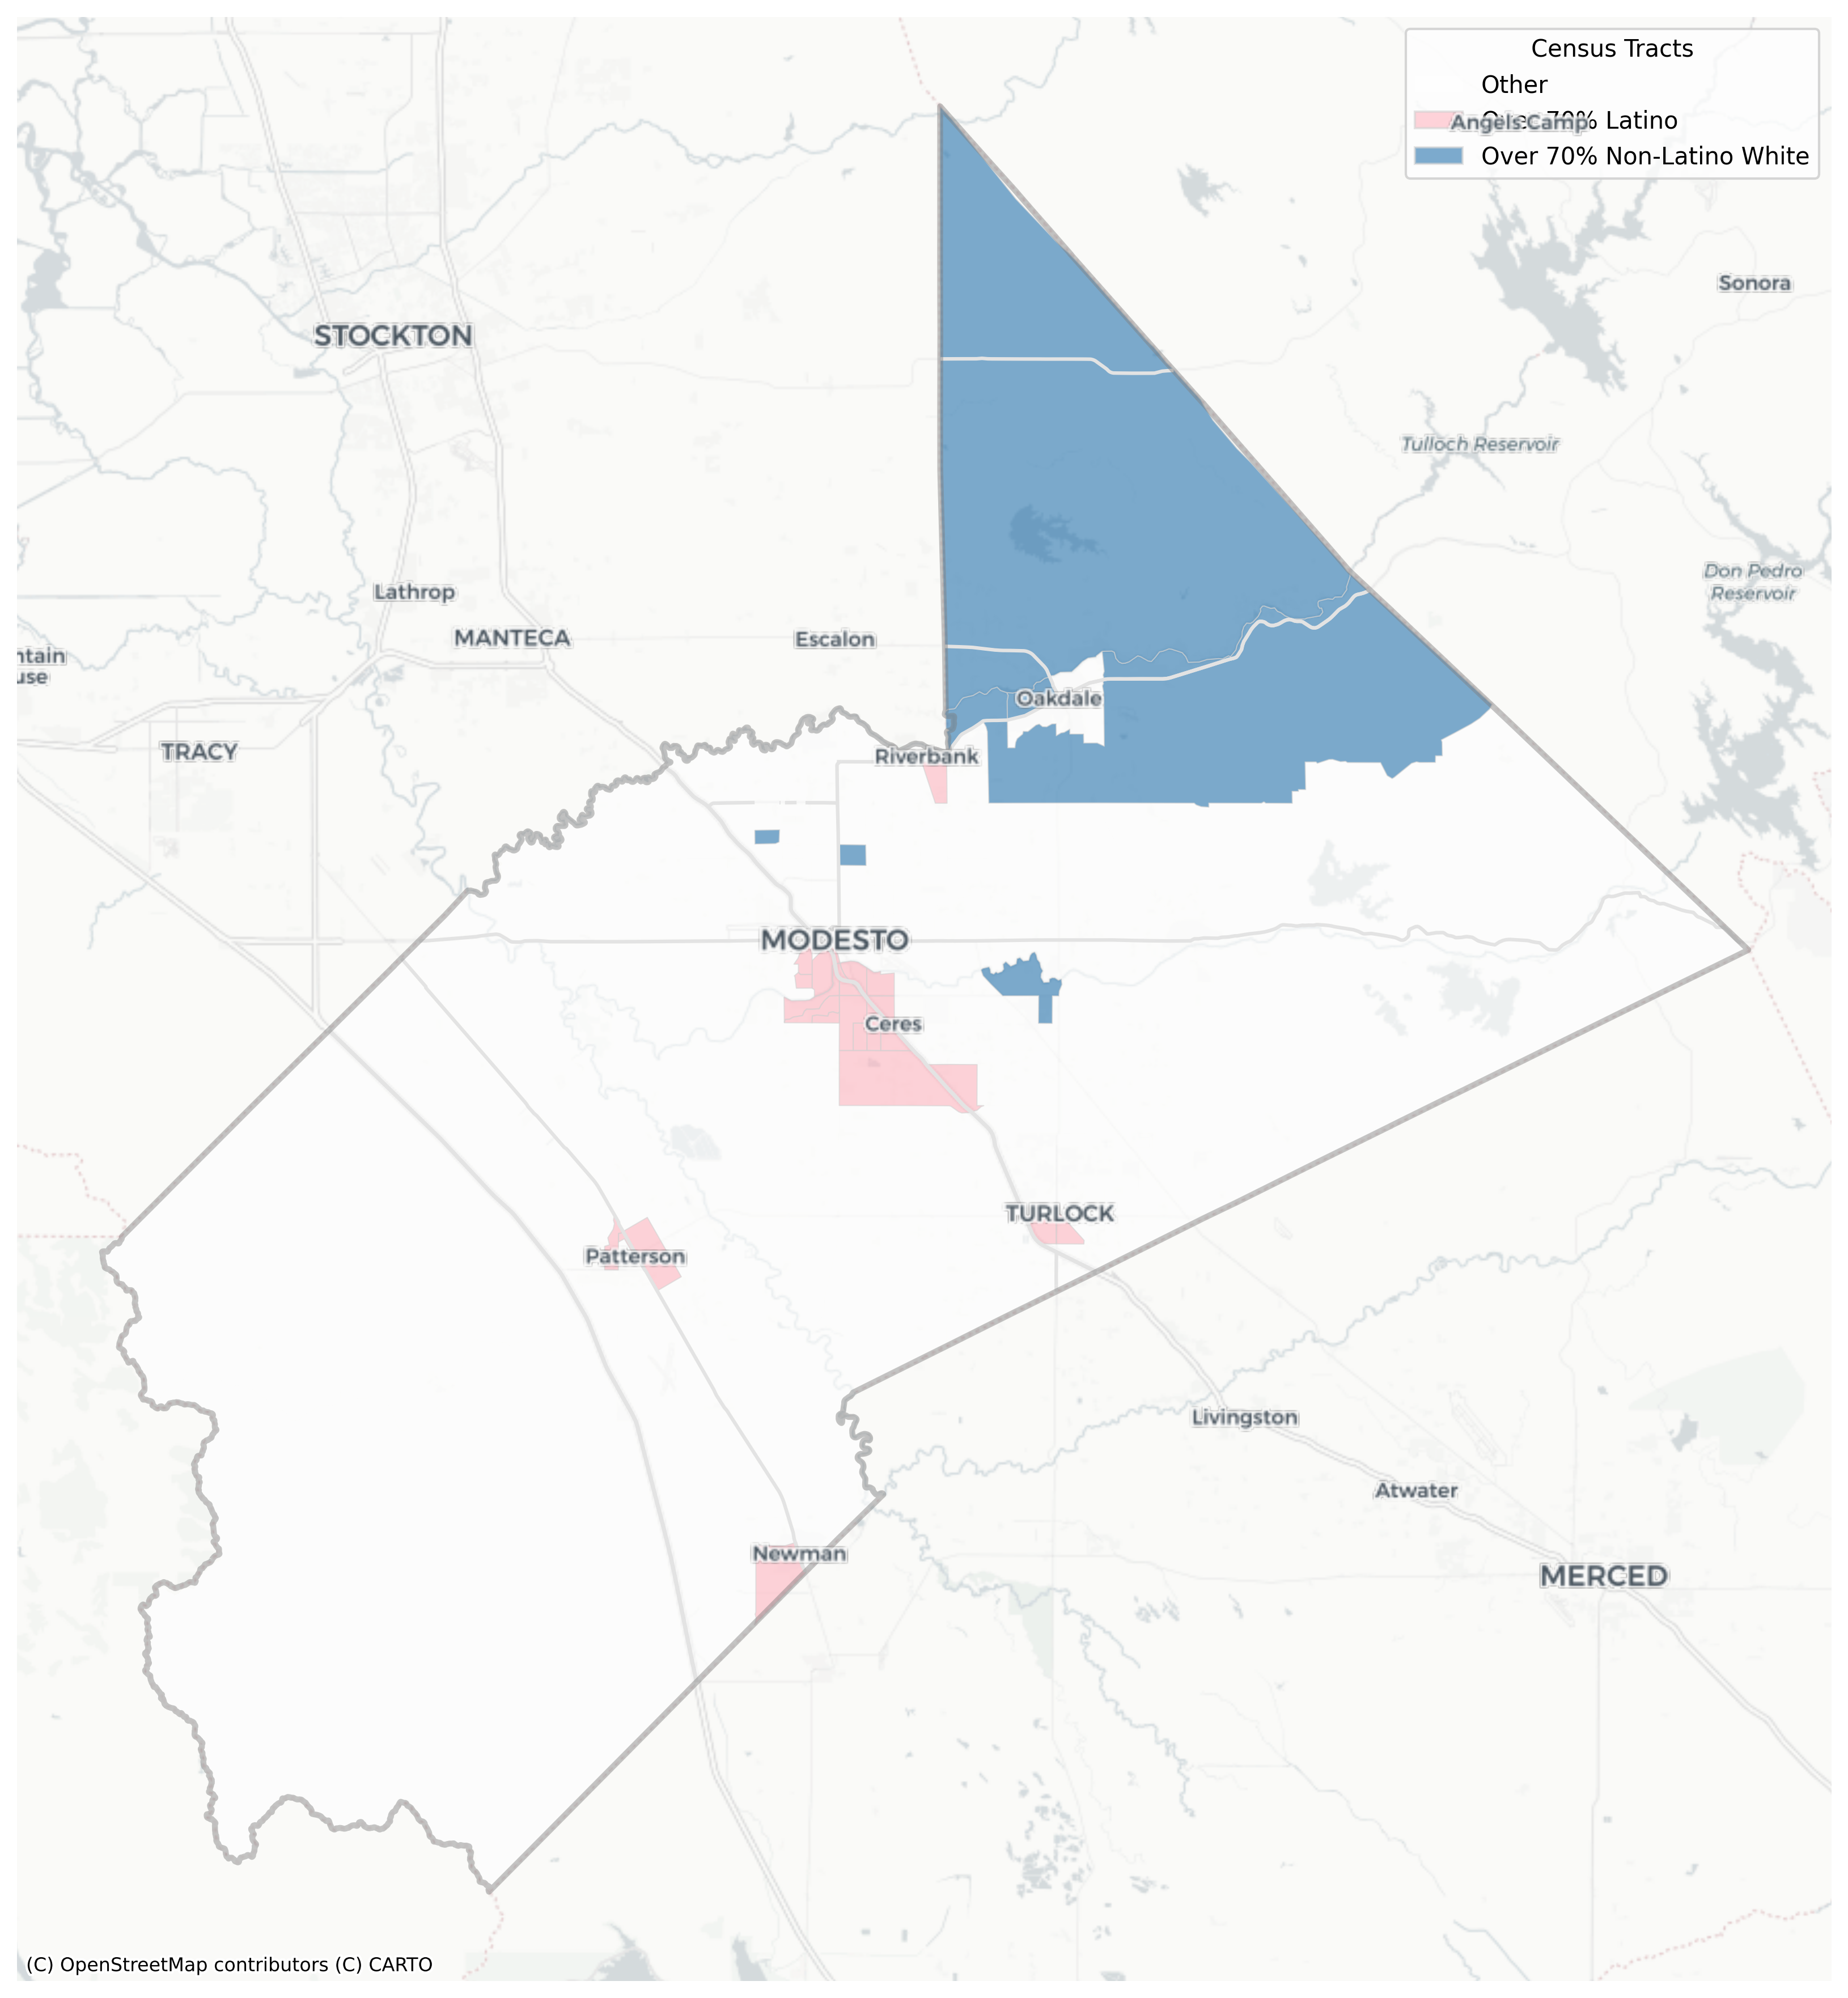 Census Tracts
Other
Over 70% Latino
Angels Camp
Over 70% Non-Latino White
Sonora
STOCKTON
Tulloch Reservoir
Don Pedro
Reservoir
Lathrop
MANTECA
Escalon
ntain
use
Oakdale
TRACY
Riverbank
MODESTO
Ceres
TURLOCK
Patterson
Livingston
Atwater
Newman
MERCED
(C) OpenStreetMap contributors (C) CARTO